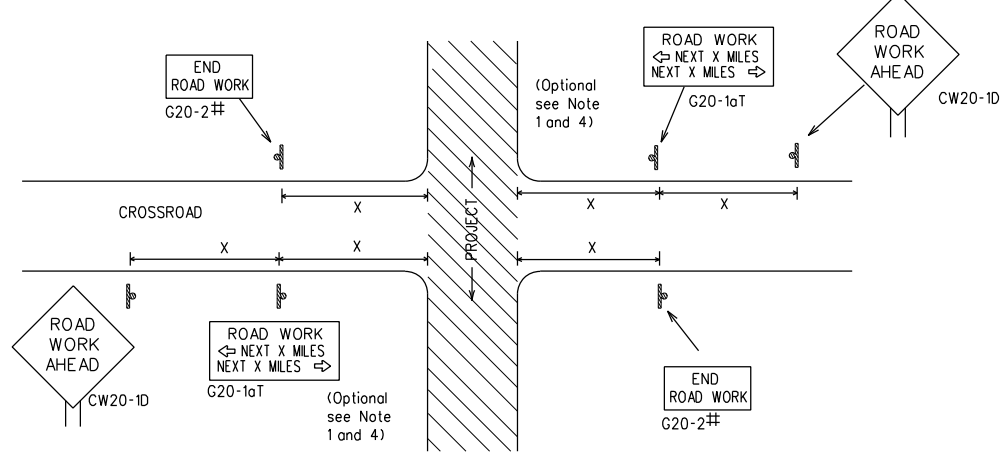 END
ROAD WORK
G20-2#
(Optional
see Note
1 and 4)
ROAD WORK
⇦ NEXT X MILES
NEXT X MILES ⇨
G20-1aT
ROAD
WORK
AHEAD
CW20-1D
CROSSROAD
X
X
X
PROJECT
X
X
X
ROAD
WORK
AHEAD
CW20-1D
ROAD WORK
⇦ NEXT X MILES
NEXT X MILES ⇨
G20-1aT
(Optional
see Note
1 and 4)
END
ROAD WORK
G20-2#